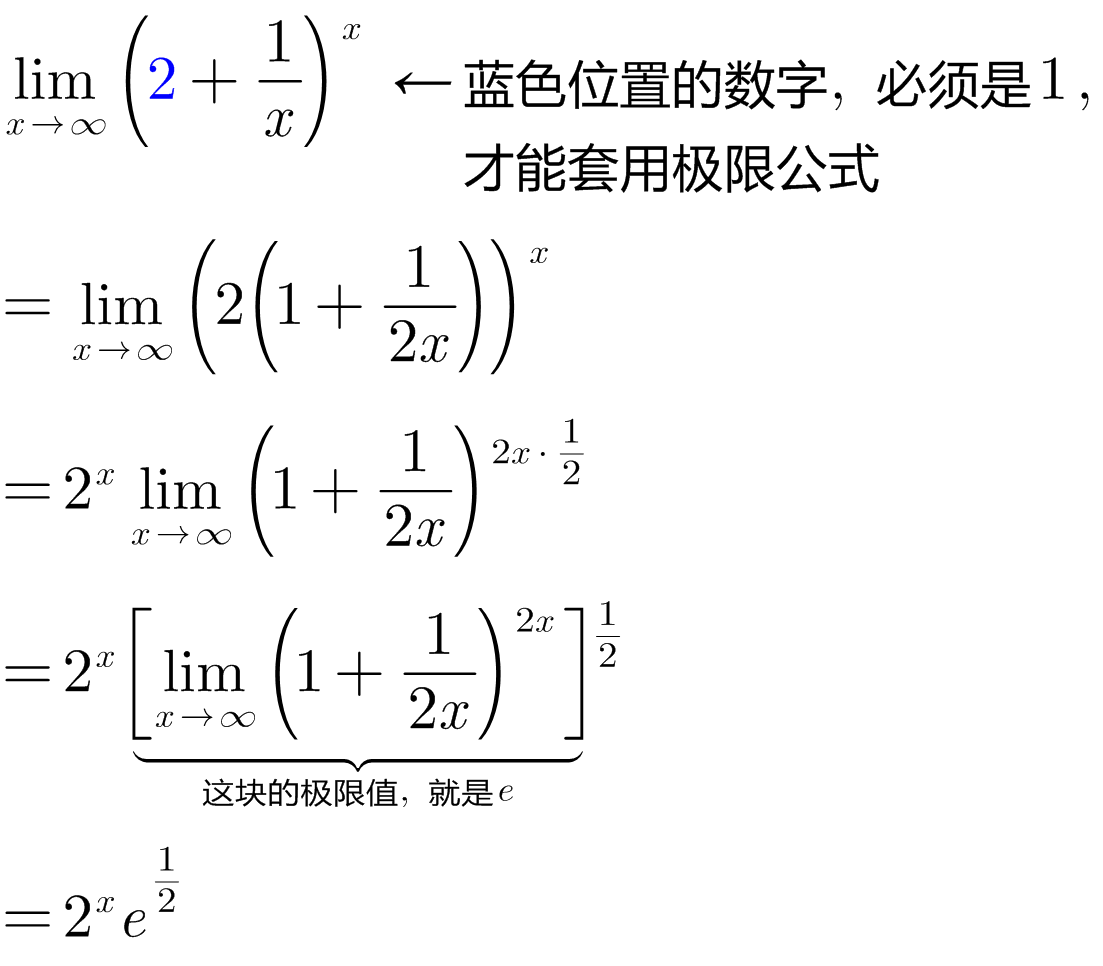 $\lim_{x \to \infty} \left( 2 + \frac{1}{x} \right)^x$ ← 蓝色位置的数字，必须是 1，
才能套用极限公式
$= \lim_{x \to \infty} \left( 2 \left( 1 + \frac{1}{2x} \right) \right)^x$
$= 2^x \lim_{x \to \infty} \left( 1 + \frac{1}{2x} \right)^{2x \cdot \frac{1}{2}}$
$= 2^x \left[ \lim_{x \to \infty} \left( 1 + \frac{1}{2x} \right)^{2x} \right]^{\frac{1}{2}}$
这块的极限值，就是 e
$= 2^x e^{\frac{1}{2}}$